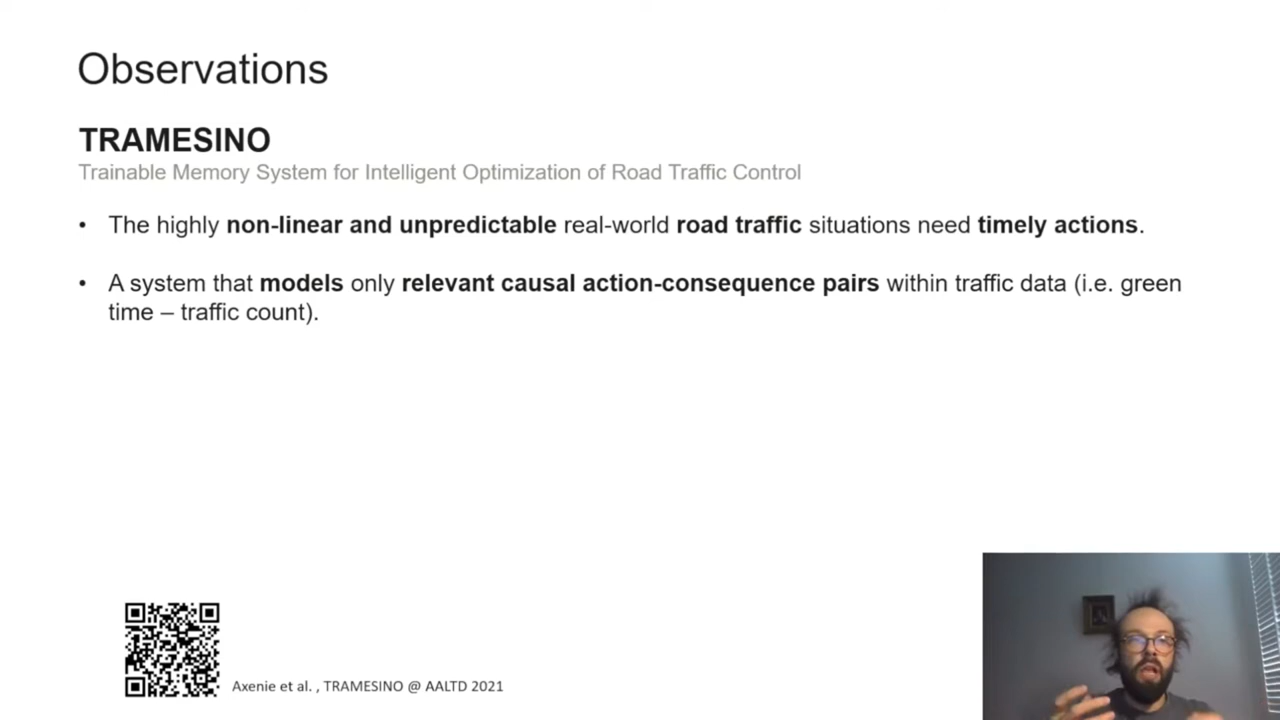 Observations
TRAMESINO
Trainable Memory System for Intelligent Optimization of Road Traffic Control
• The highly non-linear and unpredictable real-world road traffic situations need timely actions.
• A system that models only relevant causal action-consequence pairs within traffic data (i.e. green
time – traffic count).
Axenie et al. , TRAMESINO @ AALTD 2021